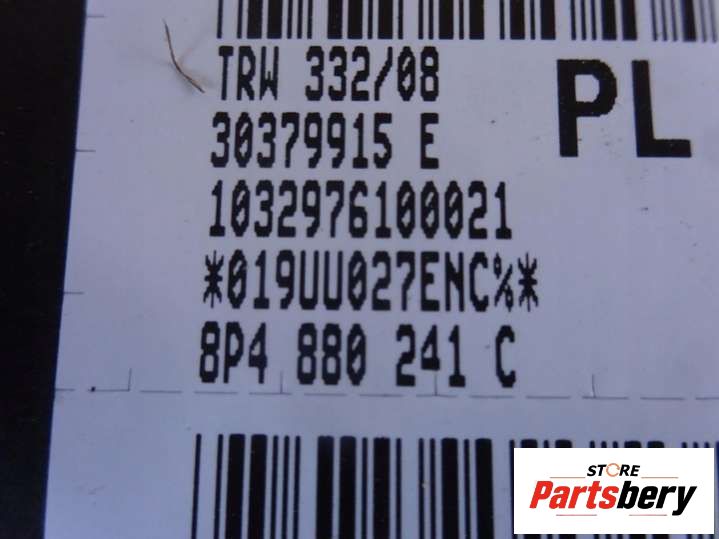 TRW 332/08
PL
30379915 E
1032976100021
*019UU027ENC%*
8P4 880 241 C
STORE
Partsbery